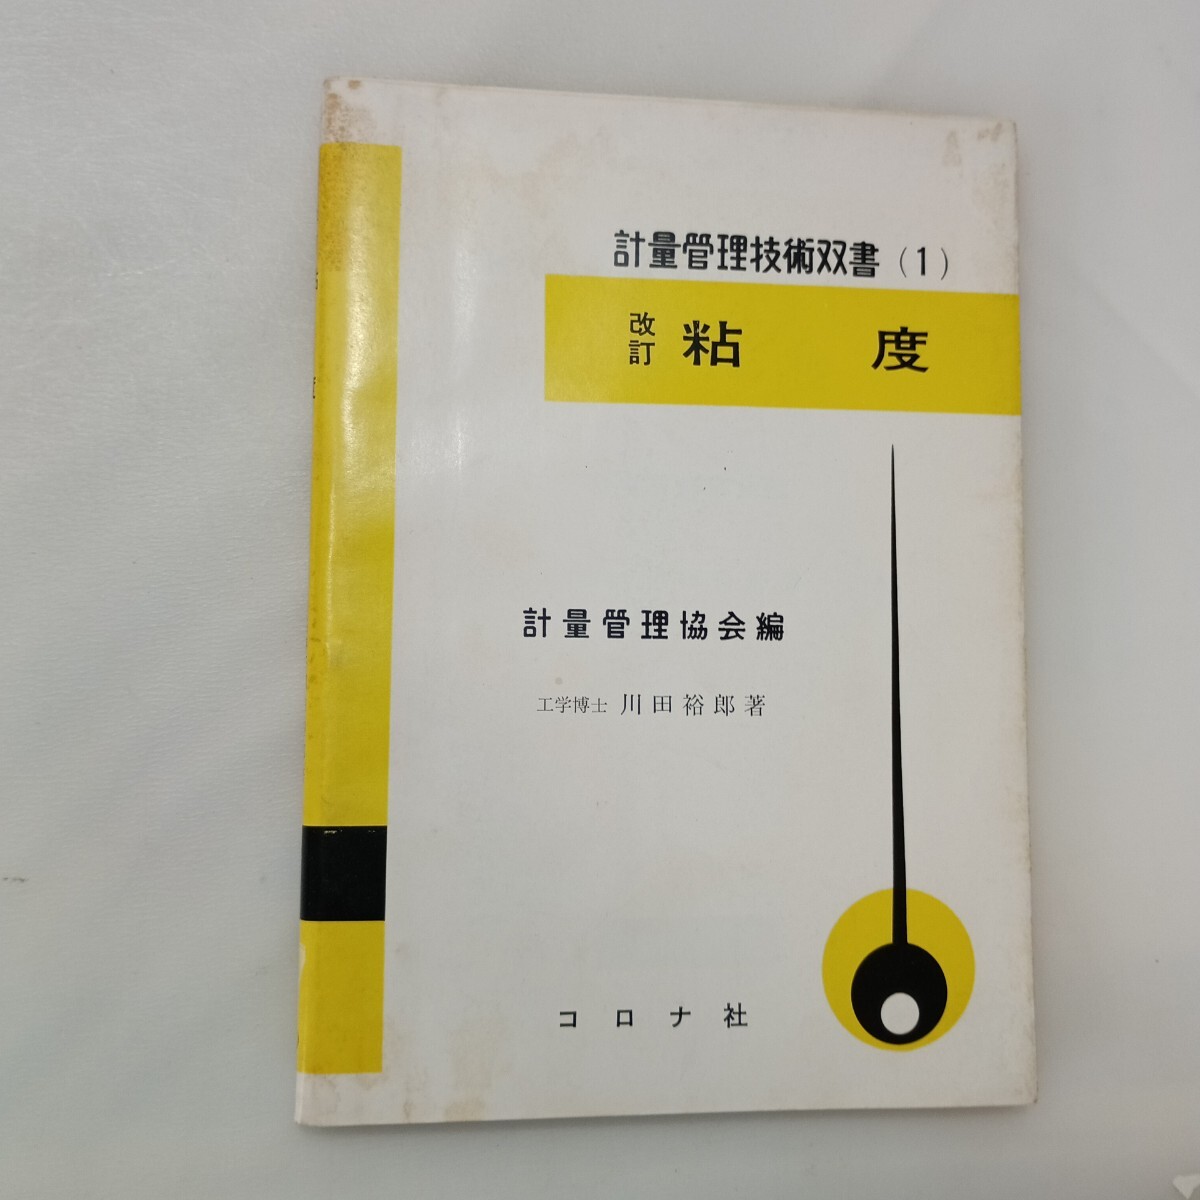 計量管理技術双書(1)
改訂 粘度
計量管理協会編
工学博士 川田裕郎著
コロナ社